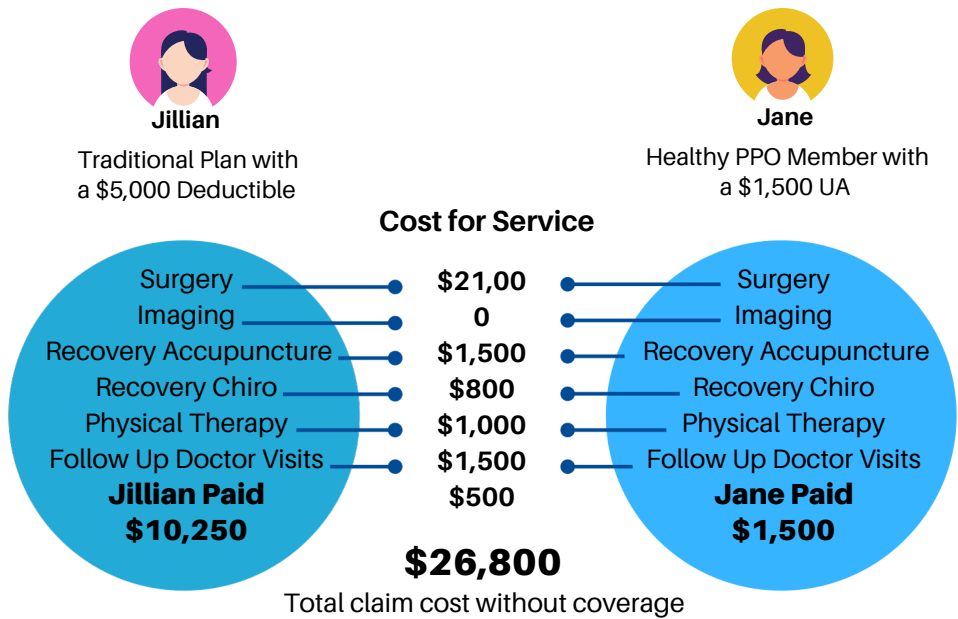 Jillian
Traditional Plan with
a $5,000 Deductible
Jane
Healthy PPO Member with
a $1,500 UA
Cost for Service
Surgery
Imaging
Recovery Accupuncture
Recovery Chiro
Physical Therapy
Follow Up Doctor Visits
Jillian Paid
$10,250
$21,00
0
$1,500
$800
$1,000
$1,500
$500
Surgery
Imaging
Recovery Accupuncture
Recovery Chiro
Physical Therapy
Follow Up Doctor Visits
Jane Paid
$1,500
$26,800
Total claim cost without coverage